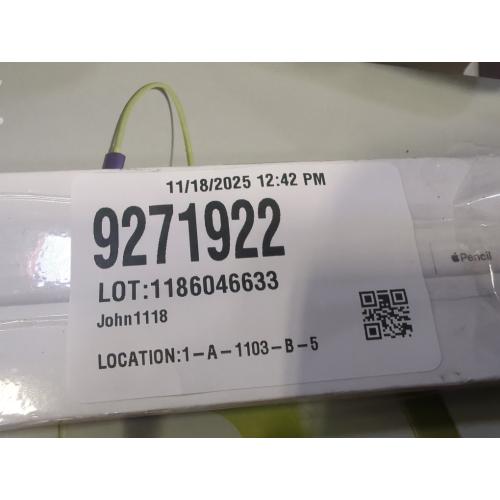 11/18/2025 12:42 PM
9271922
LOT:1186046633
John1118
LOCATION:1-A-1103-B-5
Pencil